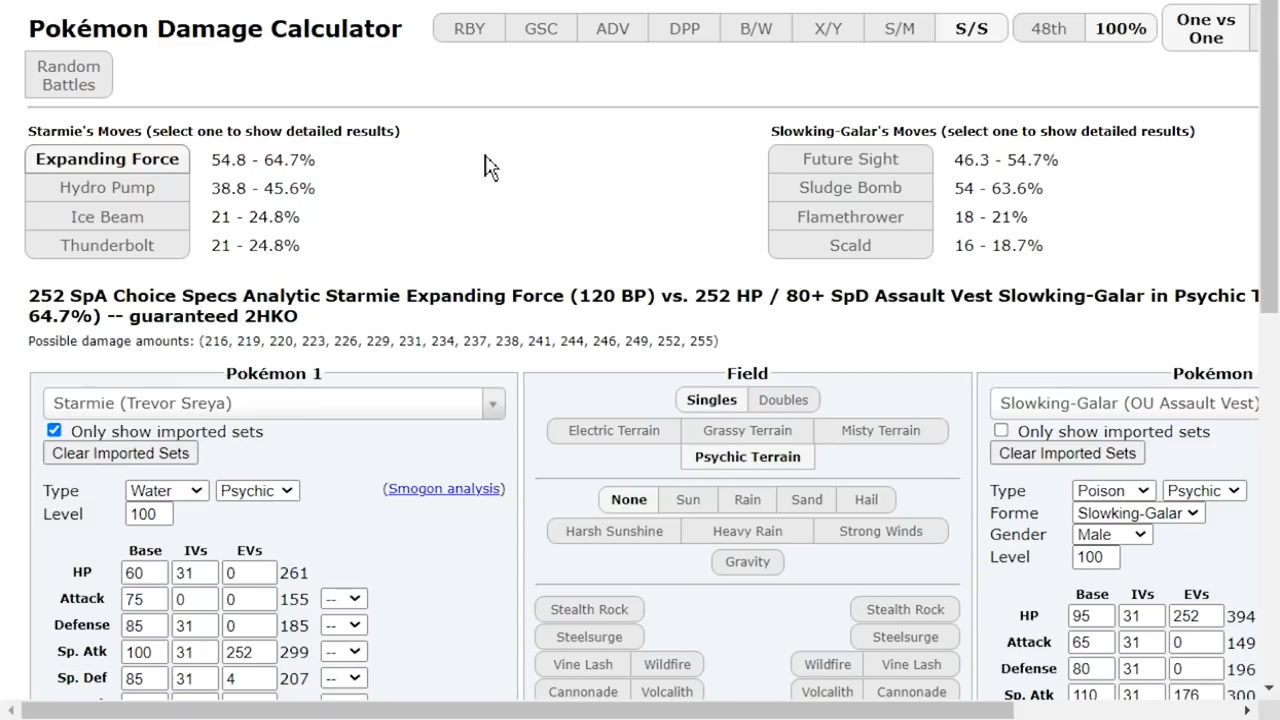 Pokémon Damage Calculator
RBY GSC ADV DPP B/W X/Y S/M S/S 48th 100% One vs One
Random Battles
Starmie's Moves (select one to show detailed results) Slowking-Galar's Moves (select one to show detailed results)
Expanding Force 54.8 - 64.7% Future Sight 46.3 - 54.7%
Hydro Pump 38.8 - 45.6% Sludge Bomb 54 - 63.6%
Ice Beam 21 - 24.8% Flamethrower 18 - 21%
Thunderbolt 21 - 24.8% Scald 16 - 18.7%
252 SpA Choice Specs Analytic Starmie Expanding Force (120 BP) vs. 252 HP / 80+ SpD Assault Vest Slowking-Galar in Psychic
64.7%) -- guaranteed 2HKO
Possible damage amounts: (216, 219, 220, 223, 226, 229, 231, 234, 237, 238, 241, 244, 246, 249, 252, 255)
Pokémon 1 Field Pokémon
Starmie (Trevor Sreya) Singles Doubles Slowking-Galar (OU Assault Vest)
Only show imported sets Electric Terrain Grassy Terrain Misty Terrain Only show imported sets
Clear Imported Sets Psychic Terrain Clear Imported Sets
Type Water Psychic (Smogon analysis) None Sun Rain Sand Hail Type Poison Psychic
Level 100 Forme Slowking-Galar
Harsh Sunshine Heavy Rain Strong Winds Gender Male
Base IVs EVs Gravity Level 100
HP 60 31 0 261 Base IVs EVs
Attack 75 0 0 155 -- Stealth Rock Stealth Rock HP 95 31 252 394
Defense 85 31 0 185 -- Steelsurge Steelsurge Attack 65 31 0 149
Sp. Atk 100 31 252 299 -- Vine Lash Wildfire Wildfire Vine Lash Defense 80 31 0 196
Sp. Def 85 31 4 207 -- Cannonade Volcalith Volcalith Cannonade Sp. Atk 110 31 176 300